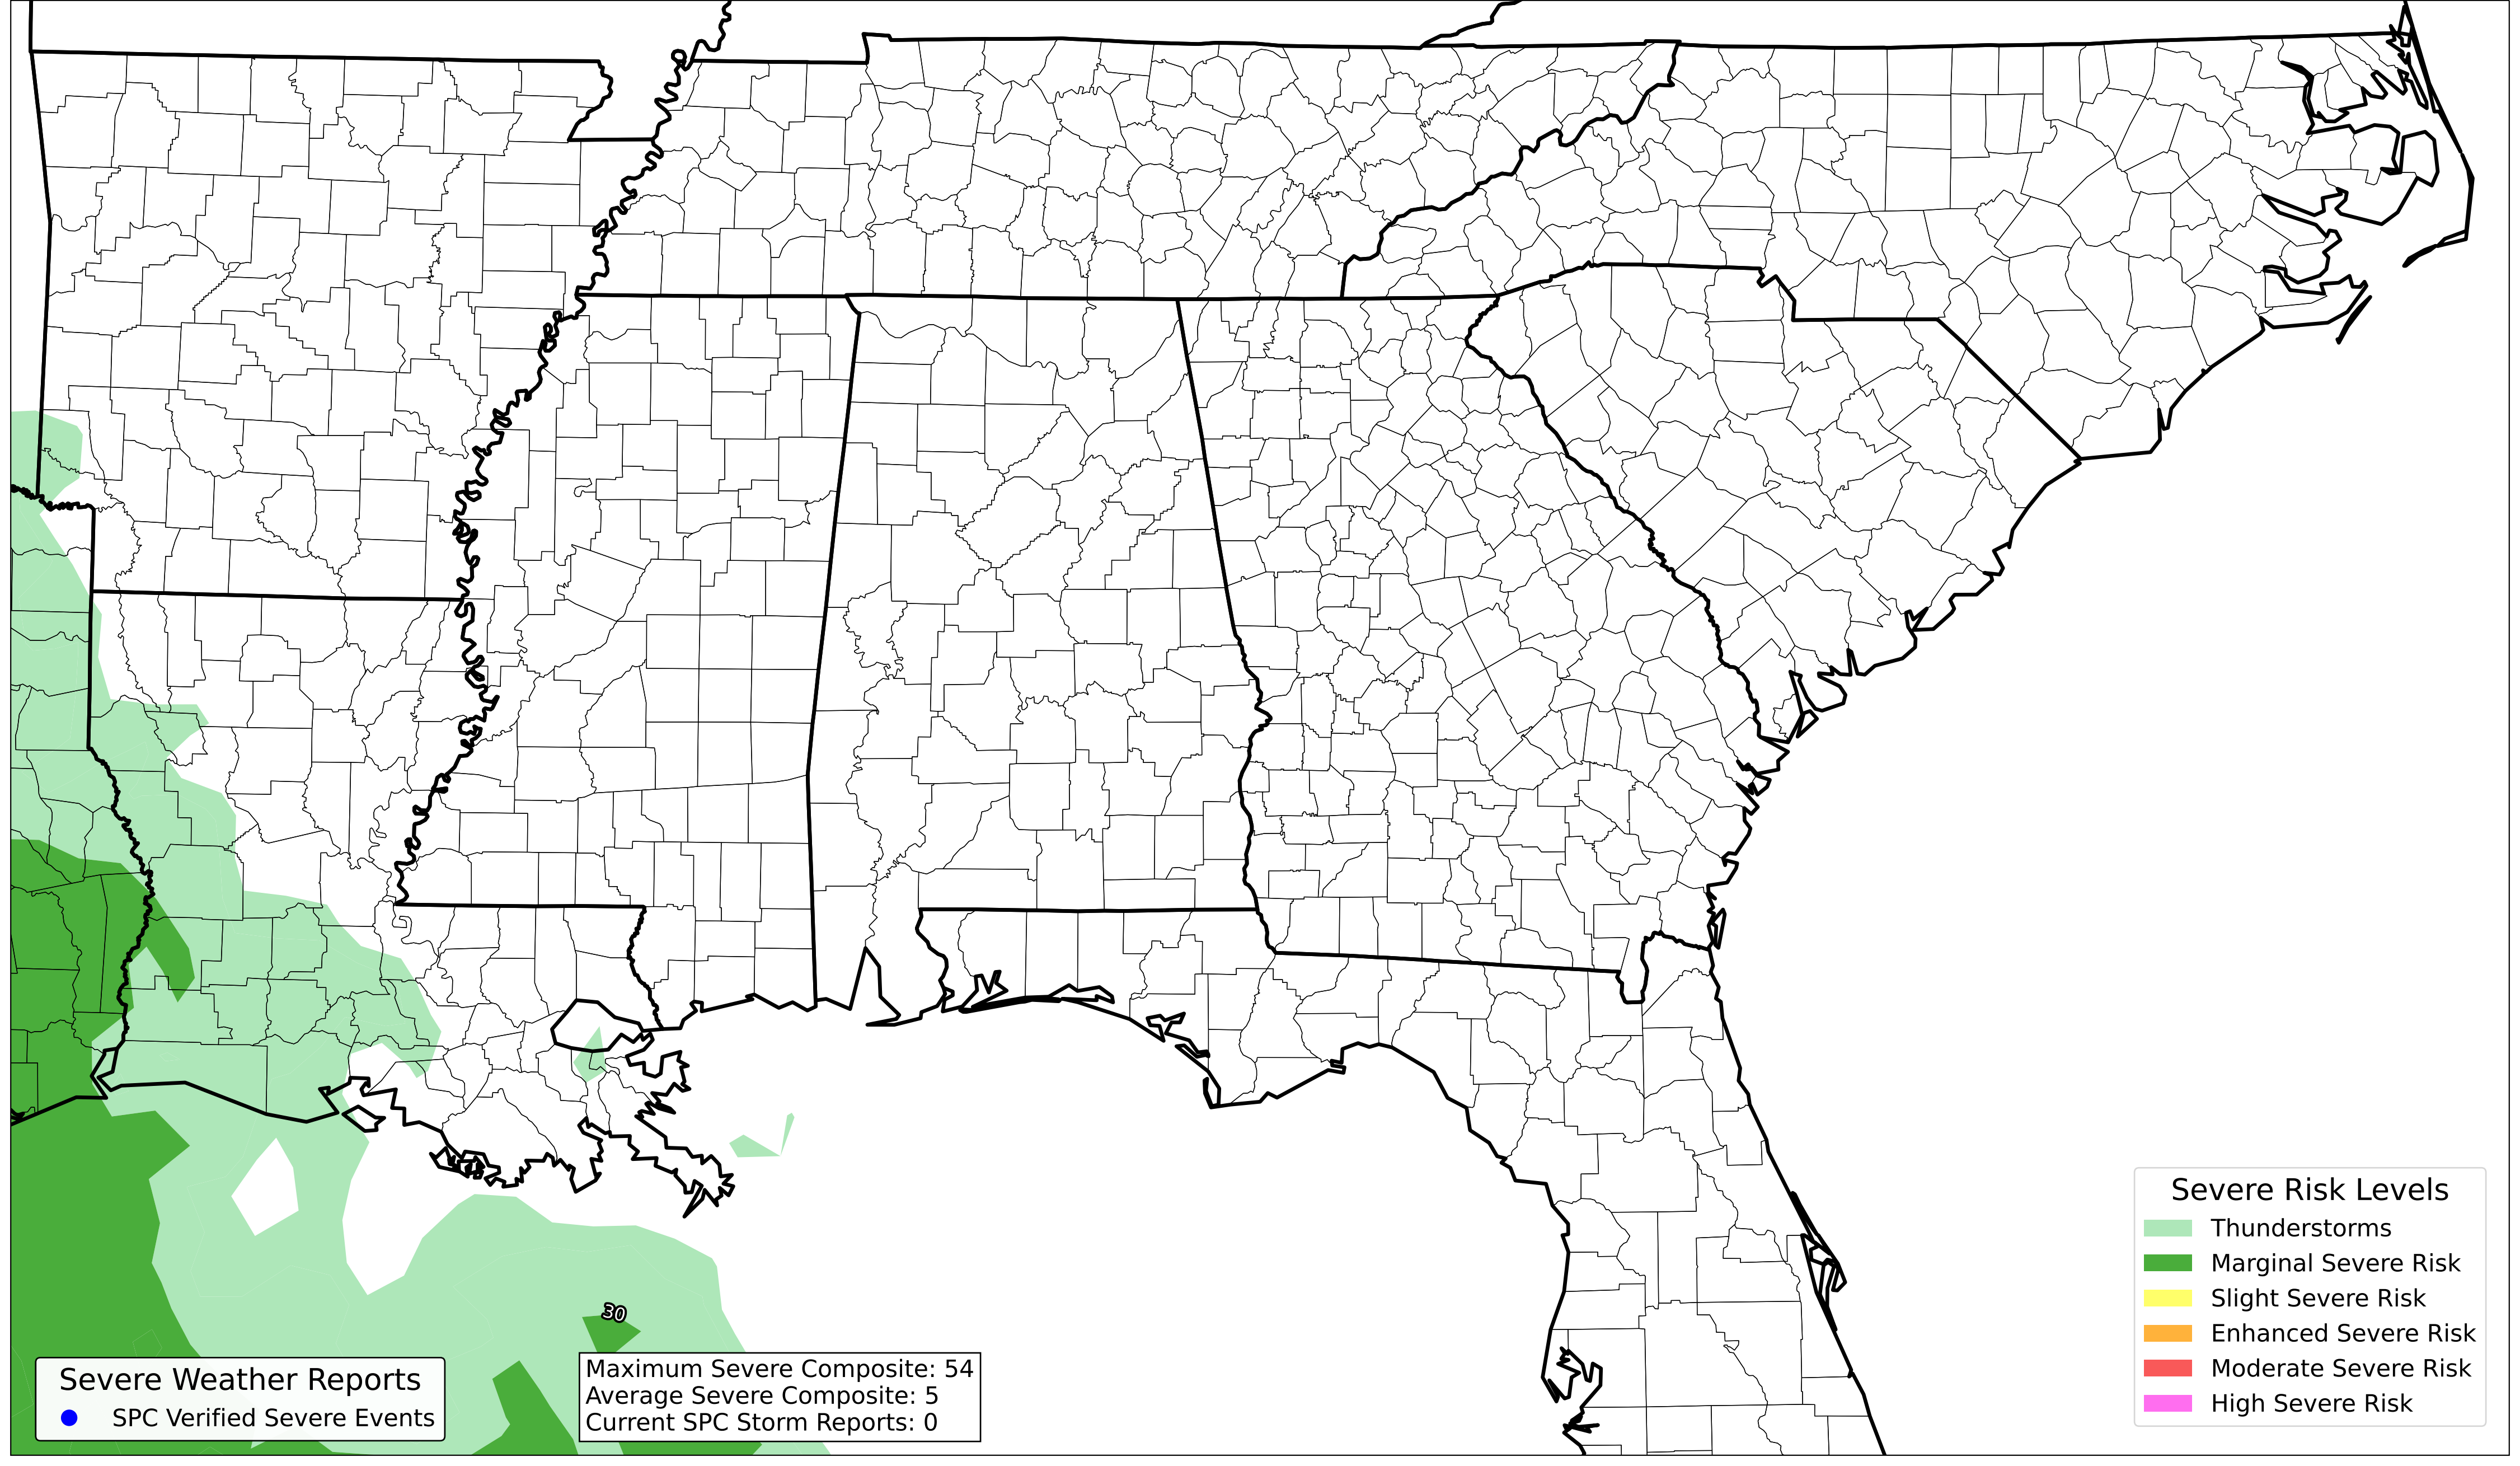 30
Severe Weather Reports
SPC Verified Severe Events
Maximum Severe Composite: 54
Average Severe Composite: 5
Current SPC Storm Reports: 0
Severe Risk Levels
Thunderstorms
Marginal Severe Risk
Slight Severe Risk
Enhanced Severe Risk
Moderate Severe Risk
High Severe Risk